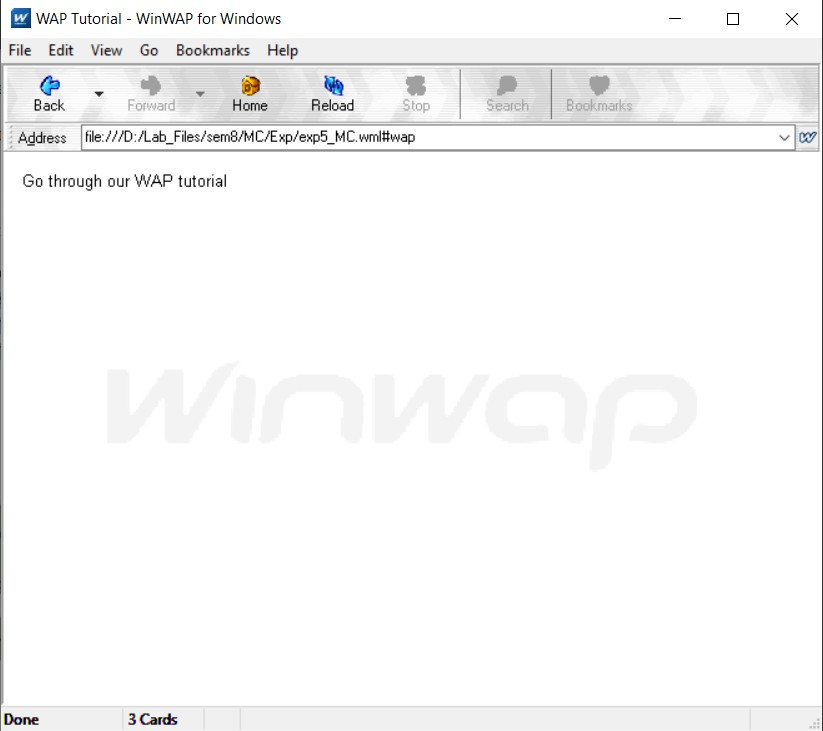 WAP Tutorial - WinWAP for Windows
File Edit View Go Bookmarks Help
Back Forward Home Reload Stop Search Bookmarks
Address file:///D:/Lab_Files/sem8/MC/Exp/exp5_MC.wml#wap
Go through our WAP tutorial
Winwap
Done 3 Cards